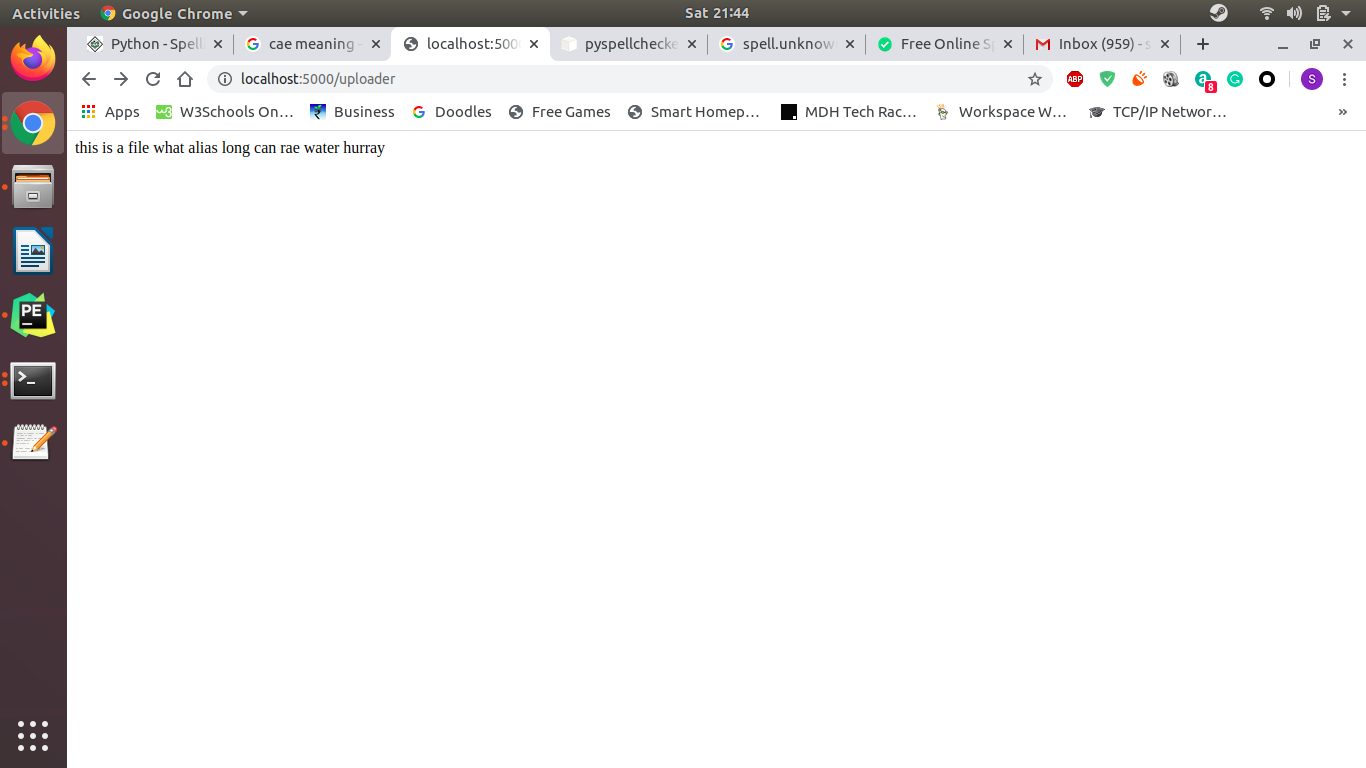 Activities Google Chrome Sat 21:44
Python - Spell cae meaning - localhost:500 pyspellchecke spell.unknow Free Online S Inbox (959) - s
localhost:5000/uploader ABP a 8 G S
Apps w3 W3Schools On… Business Doodles Free Games Smart Homep… MDH Tech Rac… Workspace W… TCP/IP Networ… »
this is a file what alias long can rae water hurray
PE
>_